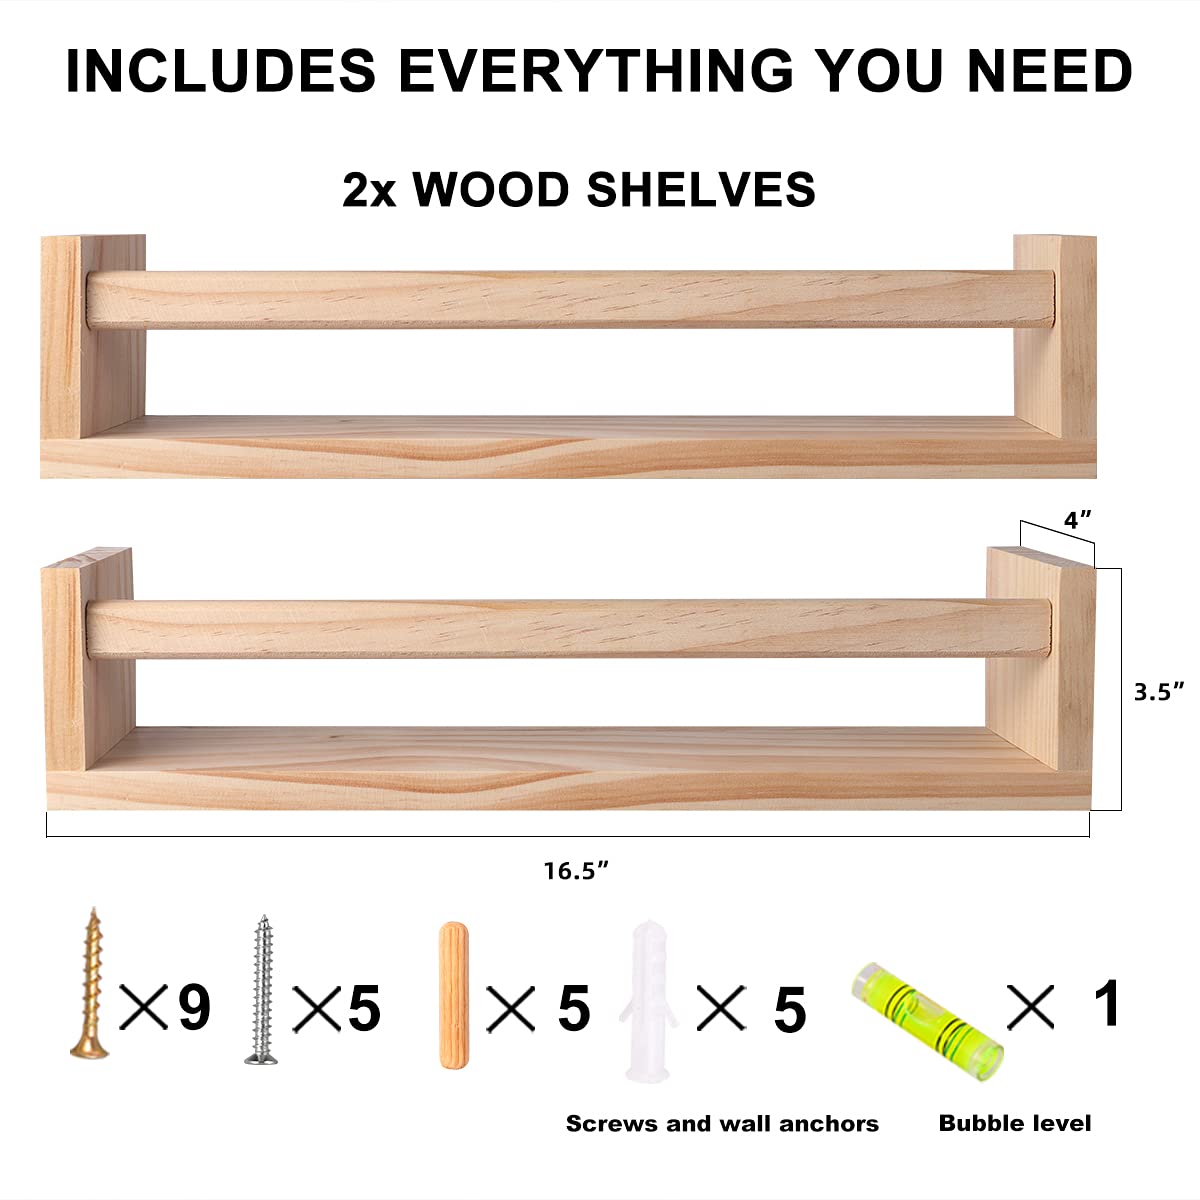 INCLUDES EVERYTHING YOU NEED
2x WOOD SHELVES
4”
3.5”
16.5”
×9 ×5 × 5 × 5 × 1
Screws and wall anchors Bubble level